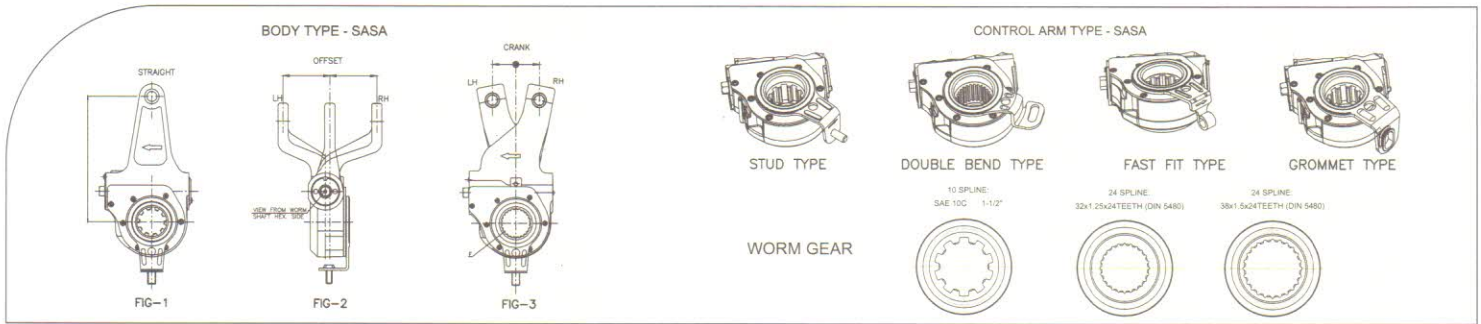 BODY TYPE - SASA
STRAIGHT
FIG-1
OFFSET
LH
RH
VIEW FROM WORM
SHAFT HEX. SIDE
FIG-2
CRANK
LH
RH
FIG-3
CONTROL ARM TYPE - SASA
STUD TYPE
DOUBLE BEND TYPE
FAST FIT TYPE
GROMMET TYPE
WORM GEAR
10 SPLINE:
SAE 10C 1-1/2"
24 SPLINE:
32x1.25x24TEETH (DIN 5480)
24 SPLINE:
38x1.5x24TEETH (DIN 5480)